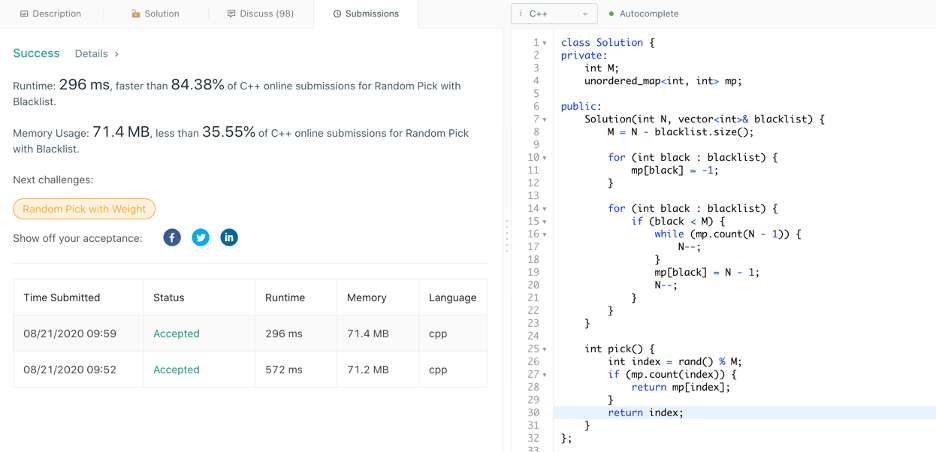 Description
Solution
Discuss (98)
Submissions
Success
Details ›
Runtime: 296 ms, faster than 84.38% of C++ online submissions for Random Pick with
Blacklist.
Memory Usage: 71.4 MB, less than 35.55% of C++ online submissions for Random Pick
with Blacklist.
Next challenges:
Random Pick with Weight
Show off your acceptance:
f
in
Time Submitted Status Runtime Memory Language
08/21/2020 09:59 Accepted 296 ms 71.4 MB cpp
08/21/2020 09:52 Accepted 572 ms 71.2 MB cpp
i C++
Autocomplete
1 class Solution {
2 private:
3     int M;
4     unordered_map<int, int> mp;
5
6 public:
7     Solution(int N, vector<int>& blacklist) {
8         M = N - blacklist.size();
9
10         for (int black : blacklist) {
11             mp[black] = -1;
12         }
13
14         for (int black : blacklist) {
15             if (black < M) {
16                 while (mp.count(N - 1)) {
17                     N--;
18                 }
19                 mp[black] = N - 1;
20                 N--;
21             }
22         }
23     }
24
25     int pick() {
26         int index = rand() % M;
27         if (mp.count(index)) {
28             return mp[index];
29         }
30         return index;
31     }
32 };
33